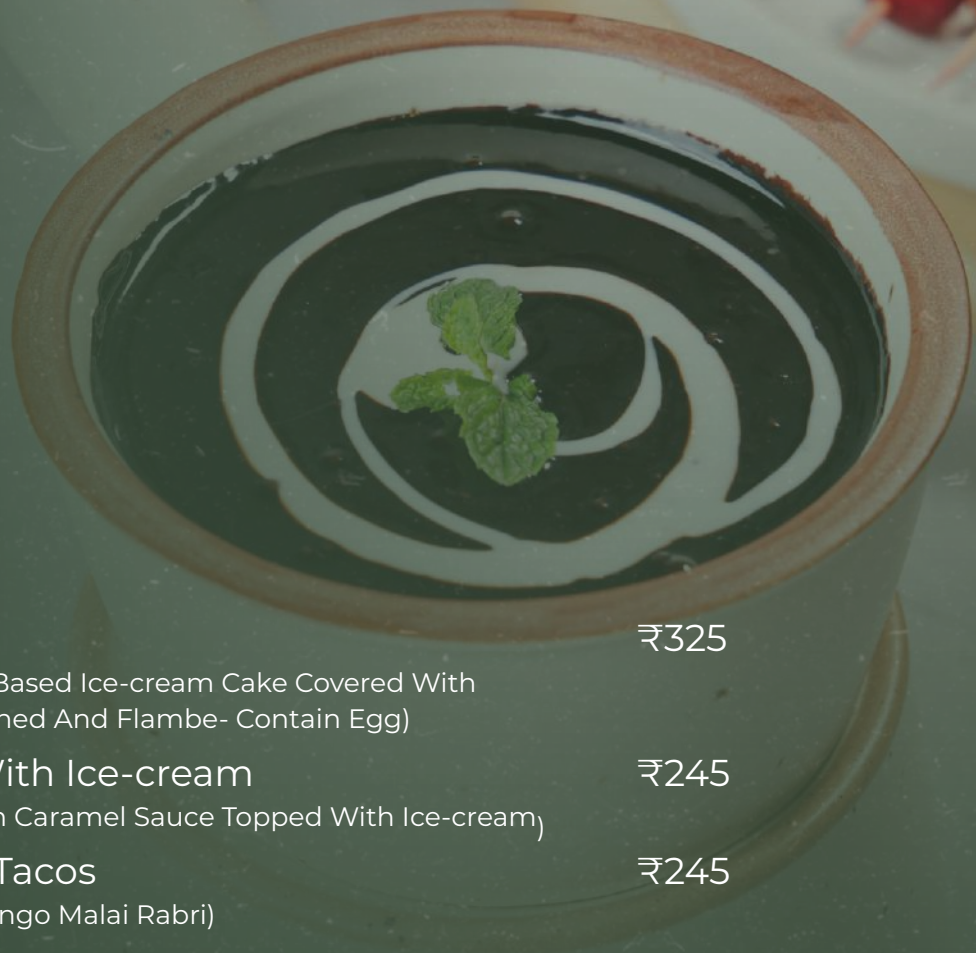 ₹325
Based Ice-cream Cake Covered With
ned And Flambe- Contain Egg)
With Ice-cream ₹245
n Caramel Sauce Topped With Ice-cream)
Tacos ₹245
ngo Malai Rabri)